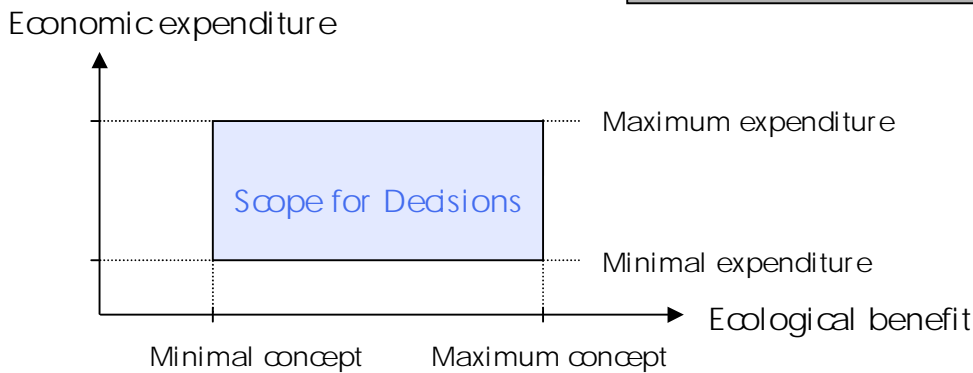 Economic expenditure
Maximum expenditure
Scope for Decisions
Minimal expenditure
Ecological benefit
Minimal concept Maximum concept